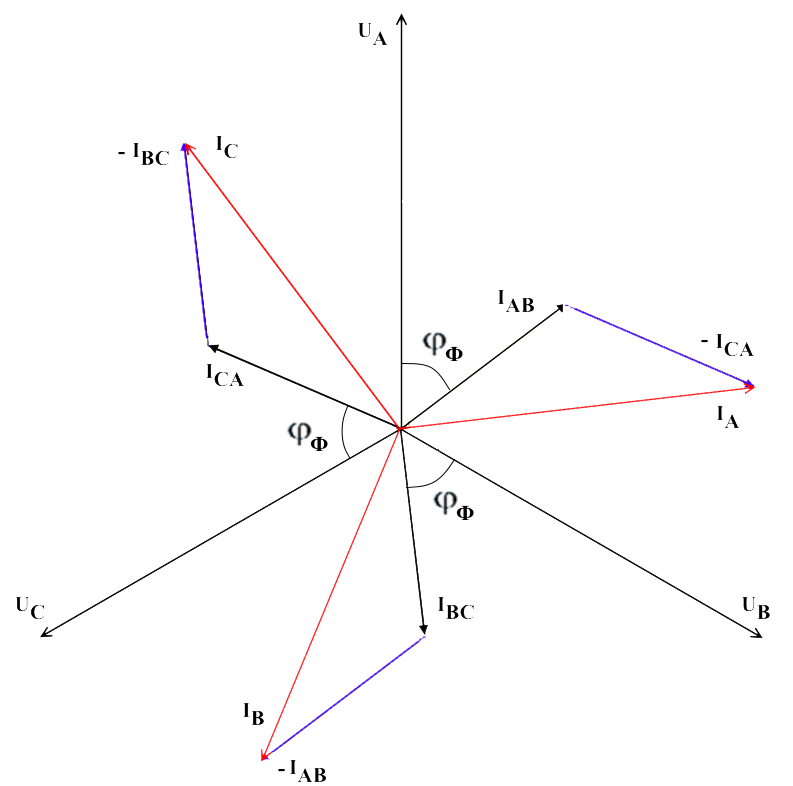 U_A
I_C
- I_BC
I_AB
φ_Φ
- I_CA
I_CA
I_A
φ_Φ
φ_Φ
U_C
I_BC
U_B
I_B
-I_AB